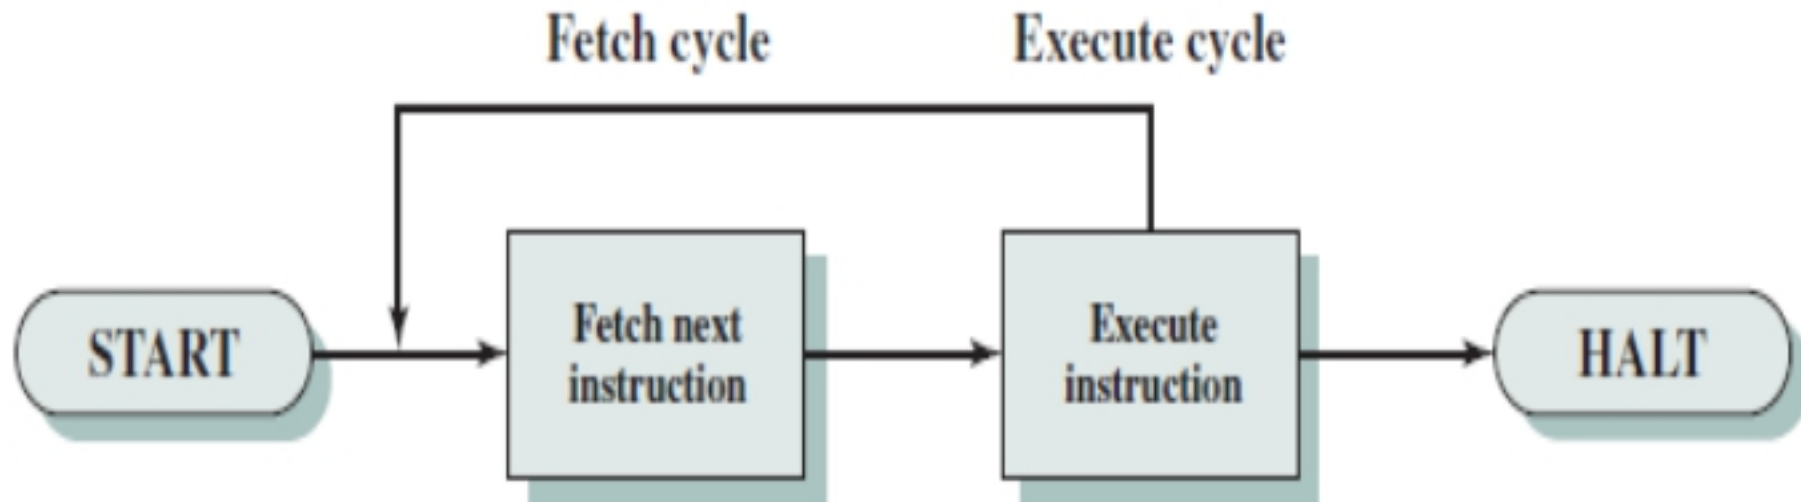 Fetch cycle
Execute cycle
START
Fetch next
instruction
Execute
instruction
HALT